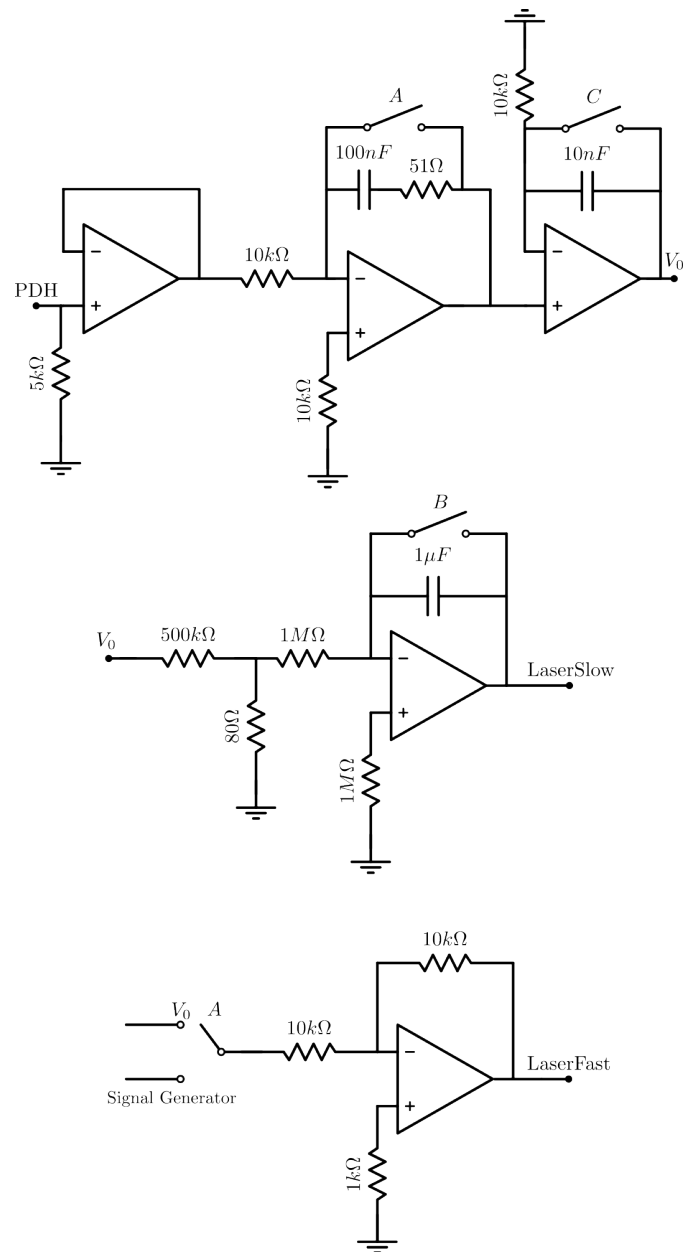 10kΩ
A
C
100nF
51Ω
10nF
−
10kΩ
−
−
V₀
PDH
+
+
+
5kΩ
10kΩ
B
1μF
V₀
500kΩ
1MΩ
−
LaserSlow
80Ω
+
1MΩ
10kΩ
V₀
A
10kΩ
−
LaserFast
Signal Generator
+
1kΩ